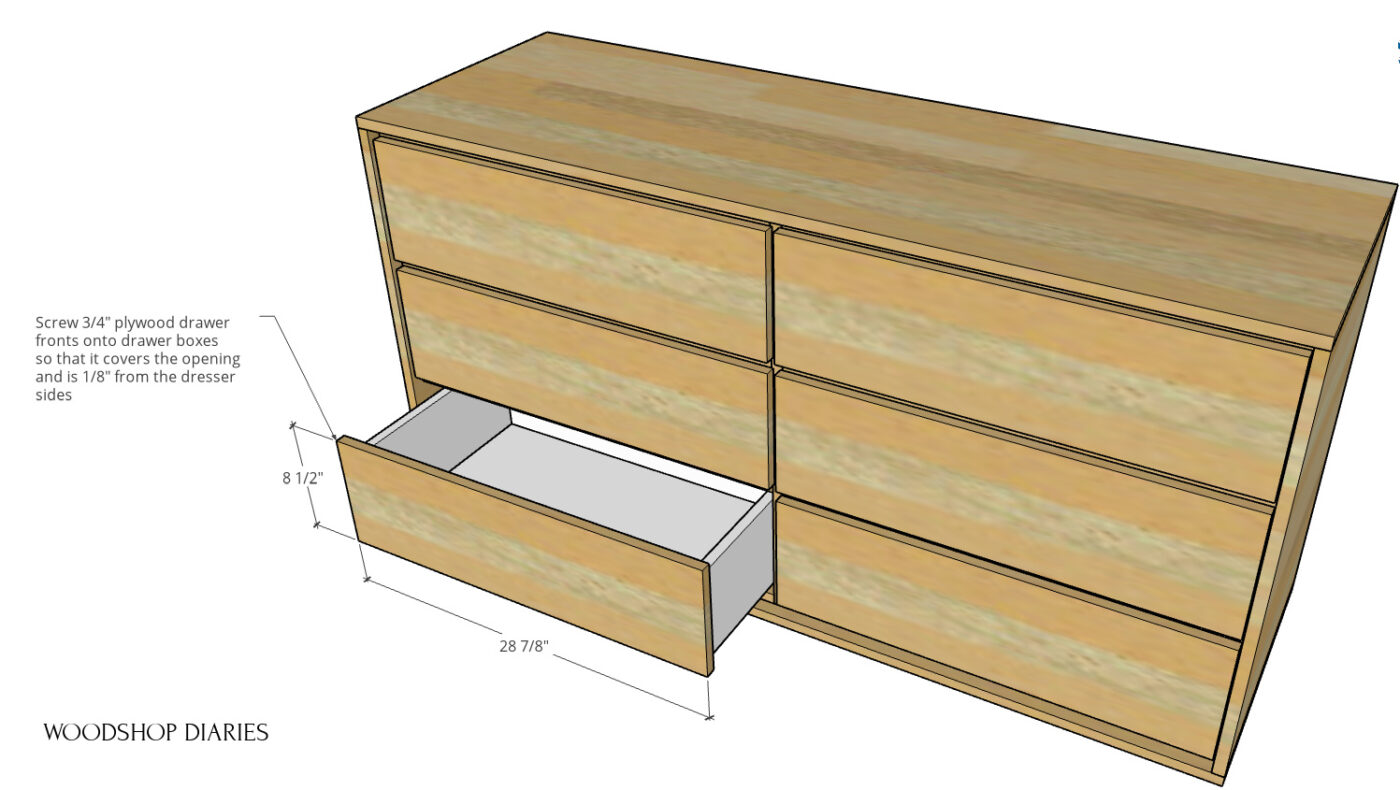 Screw 3/4" plywood drawer
fronts onto drawer boxes
so that it covers the opening
and is 1/8" from the dresser
sides
8 1/2"
28 7/8"
WOODSHOP DIARIES